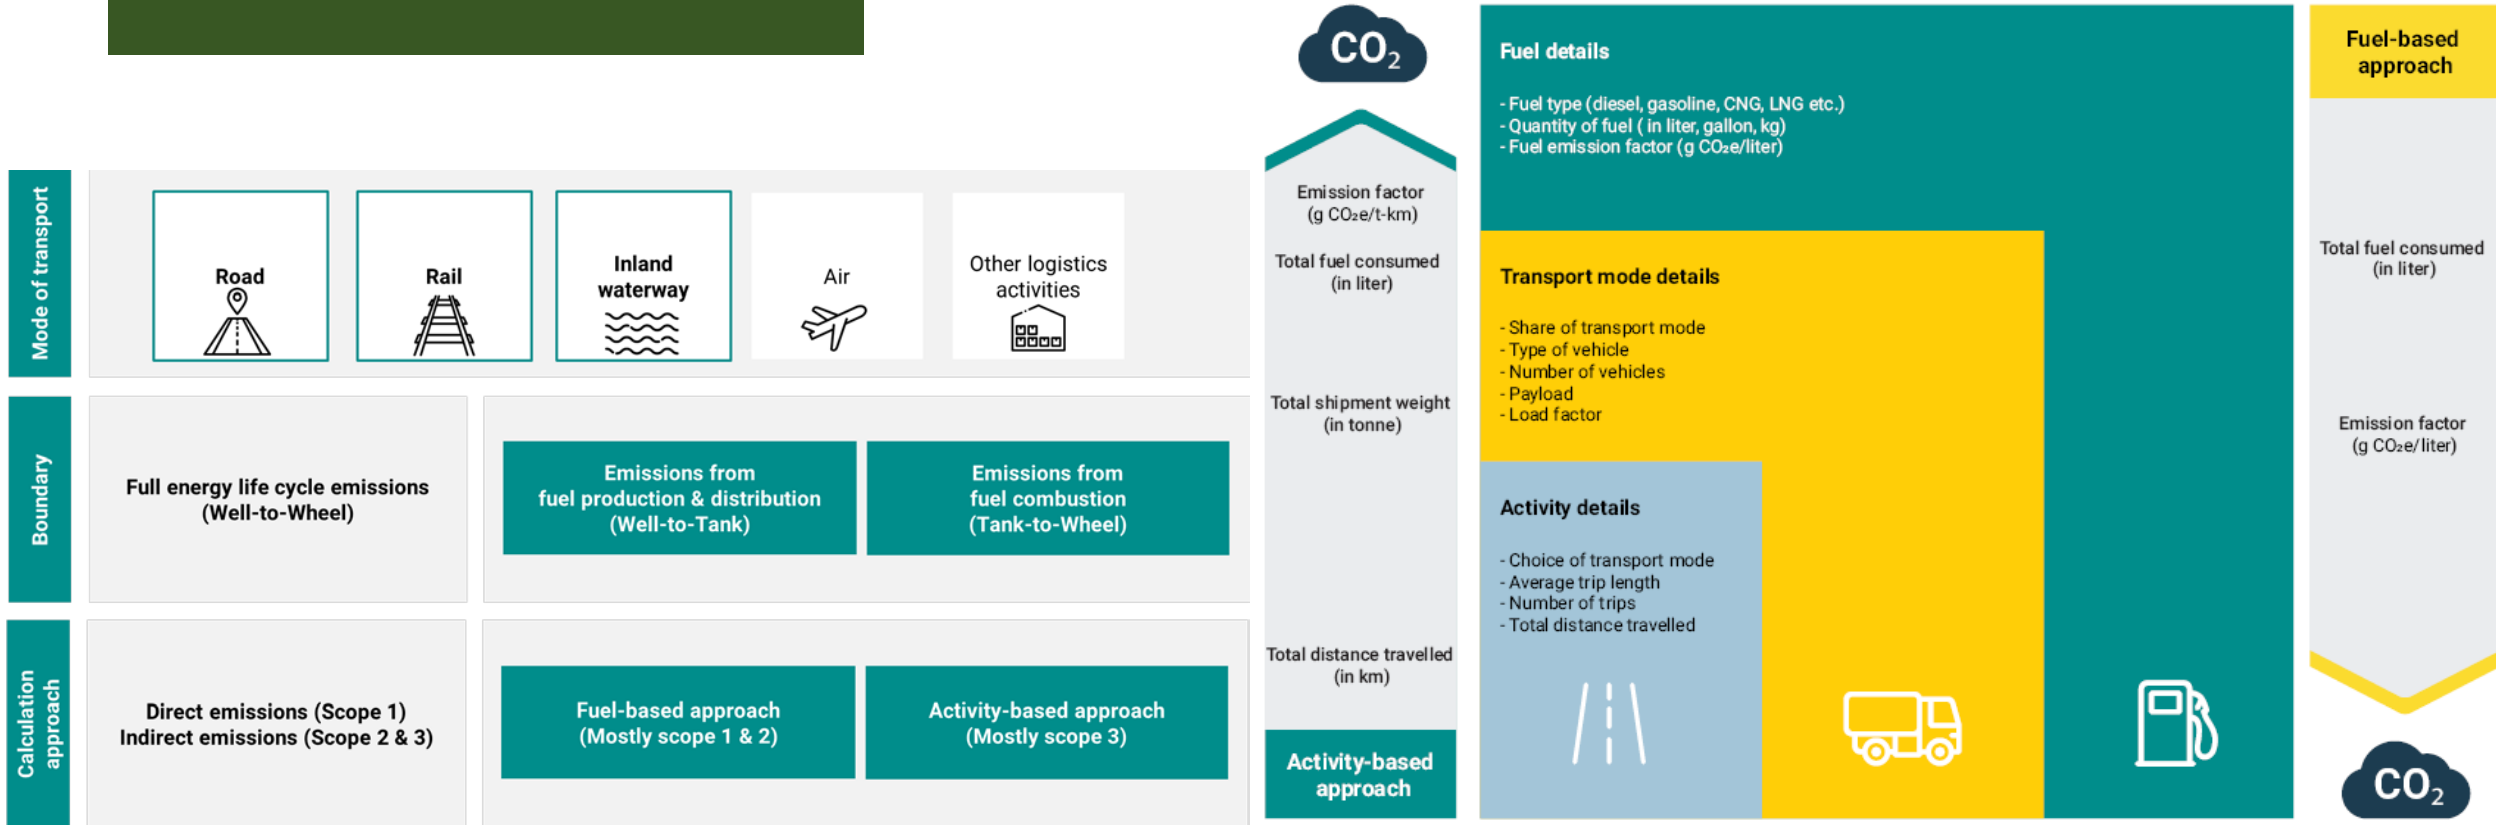 Mode of transport
Road
Rail
Inland
waterway
Air
Other logistics
activities
Boundary
Full energy life cycle emissions
(Well-to-Wheel)
Emissions from
fuel production & distribution
(Well-to-Tank)
Emissions from
fuel combustion
(Tank-to-Wheel)
Calculation
approach
Direct emissions (Scope 1)
Indirect emissions (Scope 2 & 3)
Fuel-based approach
(Mostly scope 1 & 2)
Activity-based approach
(Mostly scope 3)
CO₂
Emission factor
(g CO₂e/t-km)
Total fuel consumed
(in liter)
Total shipment weight
(in tonne)
Total distance travelled
(in km)
Activity-based
approach
Fuel details
- Fuel type (diesel, gasoline, CNG, LNG etc.)
- Quantity of fuel ( in liter, gallon, kg)
- Fuel emission factor (g CO₂e/liter)
Transport mode details
- Share of transport mode
- Type of vehicle
- Number of vehicles
- Payload
- Load factor
Activity details
- Choice of transport mode
- Average trip length
- Number of trips
- Total distance travelled
Fuel-based
approach
Total fuel consumed
(in liter)
Emission factor
(g CO₂e/liter)
CO₂